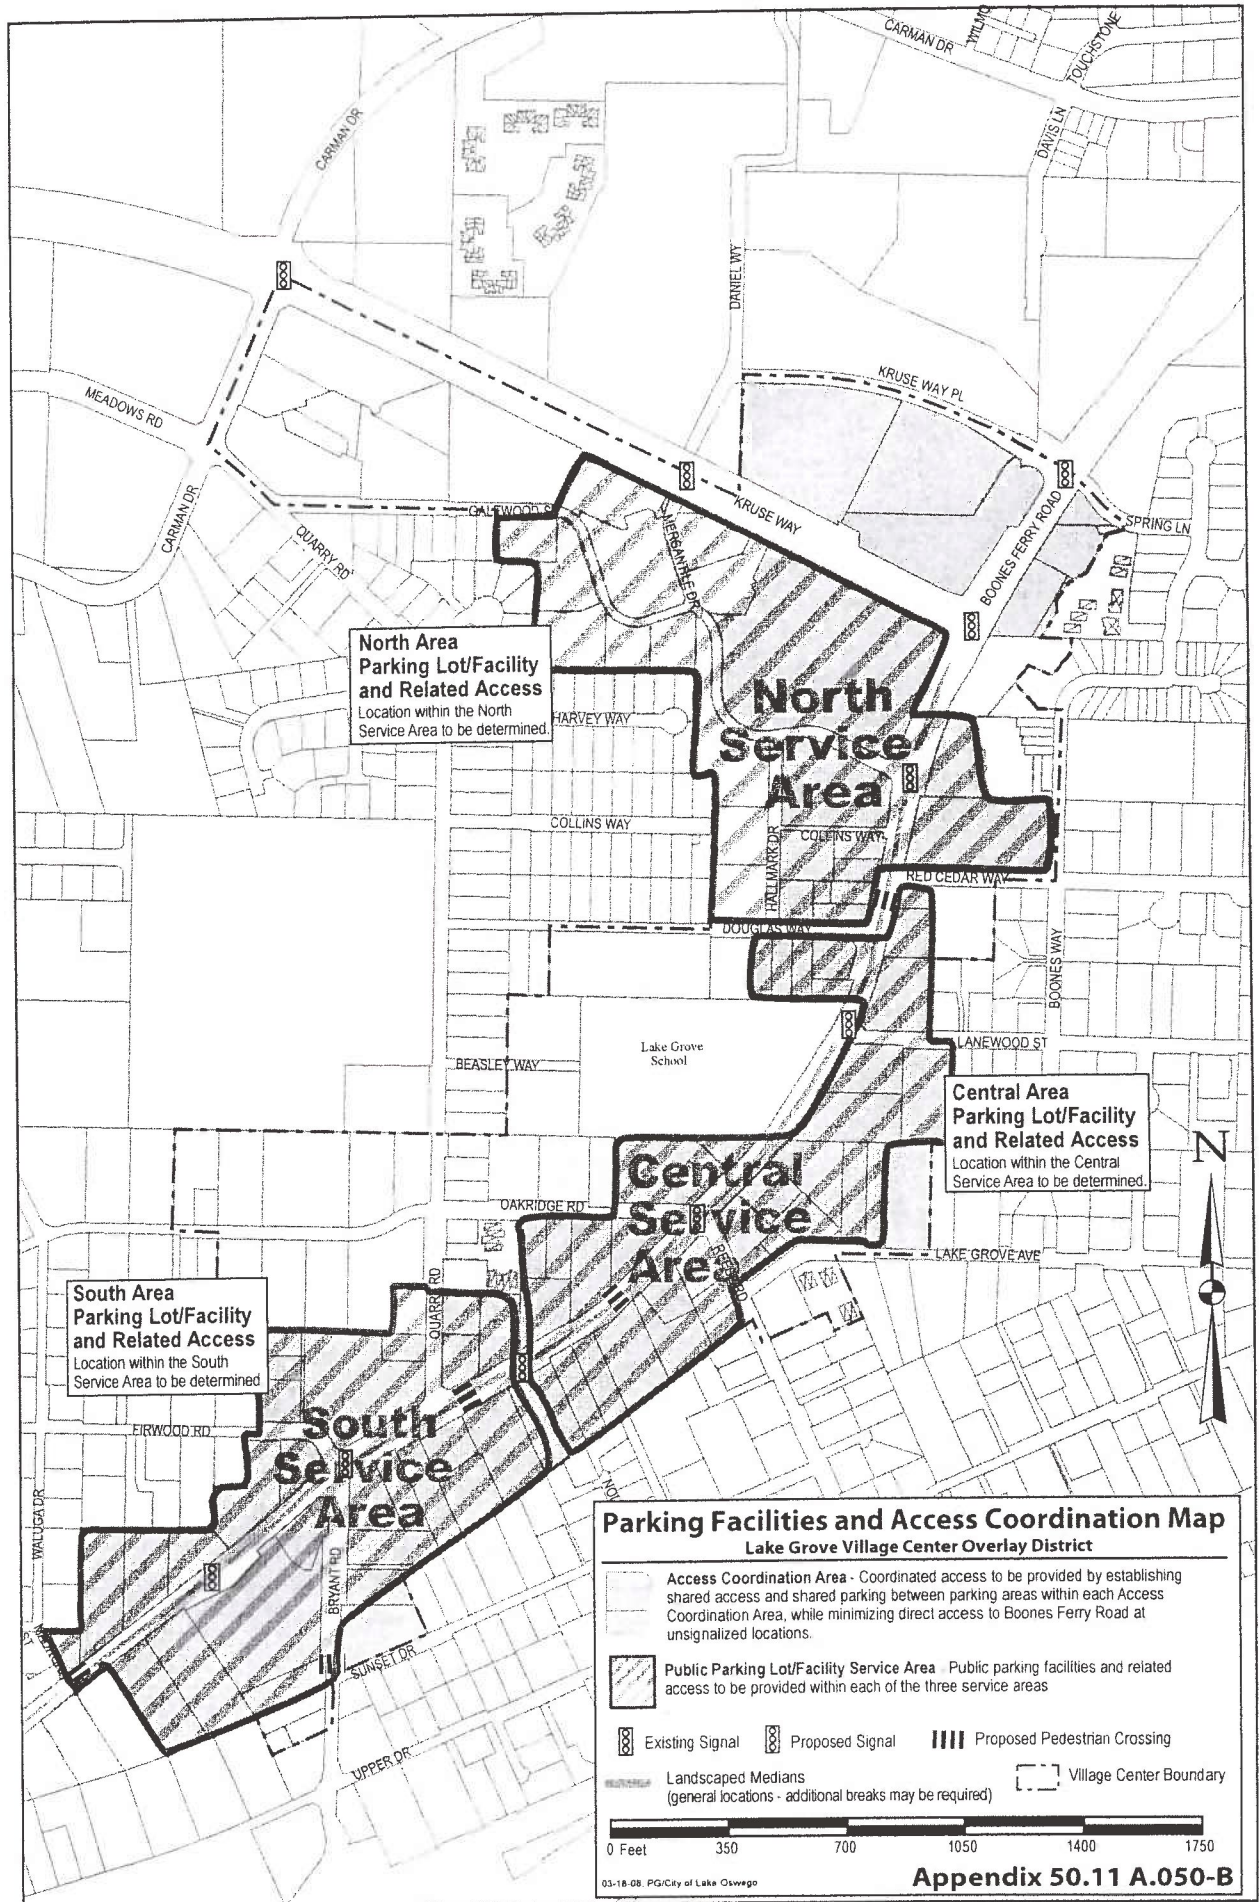 CARMAN DR
TOUCHSTONE
CARMAN DR
DAVIS LN
DANIEL WY
MEADOWS RD
KRUSE WAY PL
CARMAN DR
QUARRY RD
KRUSE WAY
MERSANTILE DR
BOONES FERRY ROAD
SPRING LN
North Area
Parking Lot/Facility
and Related Access
Location within the North
Service Area to be determined.
HARVEY WAY
North
Service
Area
COLLINS WAY
COLLINS WAY
HALLMARK DR
RED CEDAR WAY
DOUGLAS WAY
BOONES WAY
Lake Grove
School
LANEWOOD ST
BEASLEY WAY
Central Area
Parking Lot/Facility
and Related Access
Location within the Central
Service Area to be determined.
N
Central
Service
Area
OAKRIDGE RD
LAKE GROVE AVE
South Area
Parking Lot/Facility
and Related Access
Location within the South
Service Area to be determined
QUARRY RD
FIRWOOD RD
South
Service
Area
WATUGA DR
BRYANT RD
SUNSET DR
UPPER DR
Parking Facilities and Access Coordination Map
Lake Grove Village Center Overlay District
Access Coordination Area - Coordinated access to be provided by establishing
shared access and shared parking between parking areas within each Access
Coordination Area, while minimizing direct access to Boones Ferry Road at
unsignalized locations.
Public Parking Lot/Facility Service Area - Public parking facilities and related
access to be provided within each of the three service areas
Existing Signal
Proposed Signal
Proposed Pedestrian Crossing
Landscaped Medians
(general locations - additional breaks may be required)
Village Center Boundary
0 Feet 350 700 1050 1400 1750
03-18-08, PG/City of Lake Oswego
Appendix 50.11 A.050-B